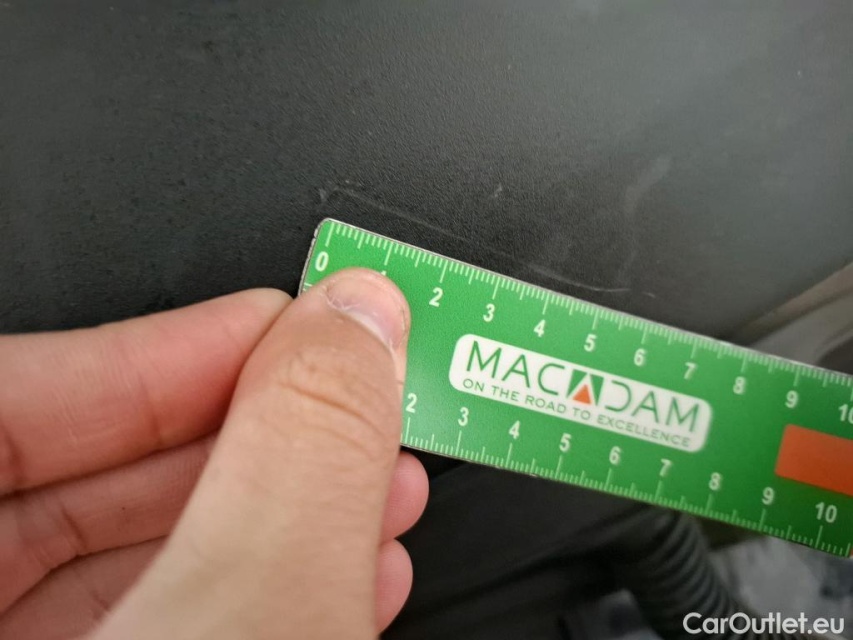 0 2 3 4 5 6 7 8 9 10
MACADAM
ON THE ROAD TO EXCELLENCE
2 3 4 5 6 7 8 9 10
CarOutlet.eu